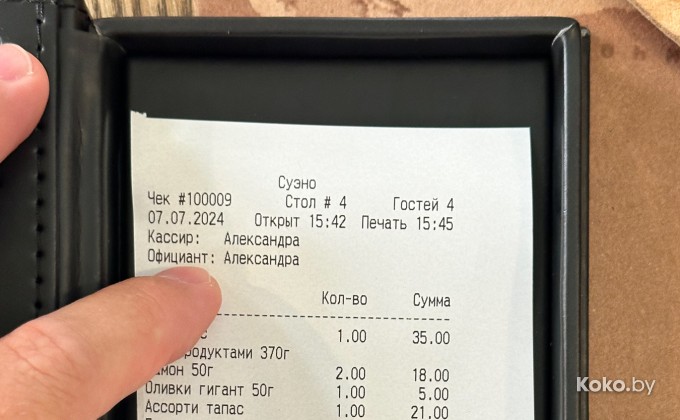 Суэно
Чек #100009 Стол # 4 Гостей 4
07.07.2024 Открыт 15:42 Печать 15:45
Кассир: Александра
Официант: Александра
Кол-во Сумма
1.00 35.00
370г
50г 2.00 18.00
Оливки гигант 50г 1.00 5.00
Ассорти тапас 1.00 21.00
Koko.by